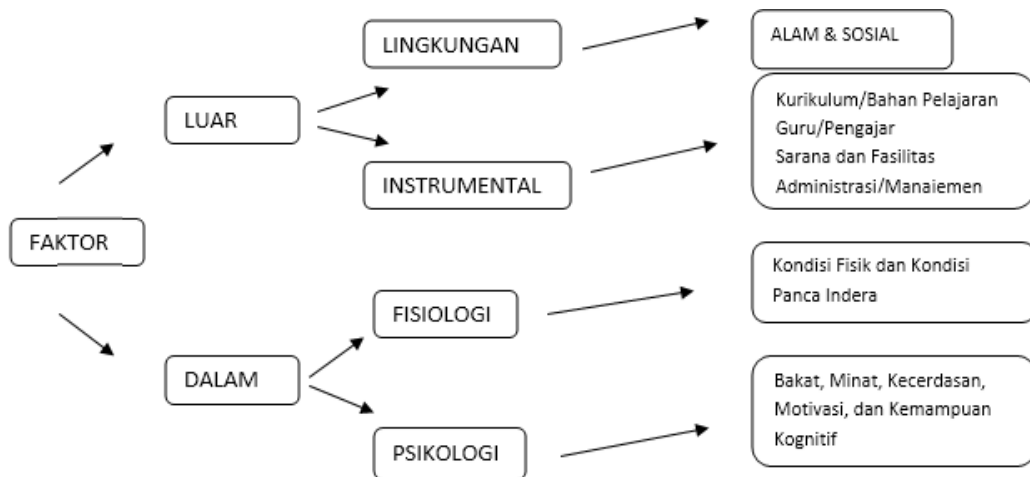 LINGKUNGAN
ALAM & SOSIAL
LUAR
Kurikulum/Bahan Pelajaran
Guru/Pengajar
Sarana dan Fasilitas
Administrasi/Manaiemen
INSTRUMENTAL
FAKTOR
Kondisi Fisik dan Kondisi
Panca Indera
FISIOLOGI
DALAM
Bakat, Minat, Kecerdasan,
Motivasi, dan Kemampuan
Kognitif
PSIKOLOGI